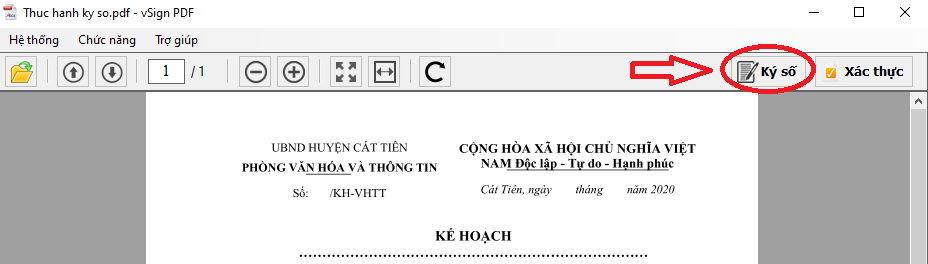 Thuc hanh ky so.pdf - vSign PDF
Hệ thống Chức năng Trợ giúp
1 / 1 Ký số Xác thực
UBND HUYỆN CÁT TIÊN
PHÒNG VĂN HÓA VÀ THÔNG TIN
Số: /KH-VHTT
CỘNG HÒA XÃ HỘI CHỦ NGHĨA VIỆT
NAM Độc lập - Tự do - Hạnh phúc
Cát Tiên, ngày tháng năm 2020
KẾ HOẠCH
................................................................................